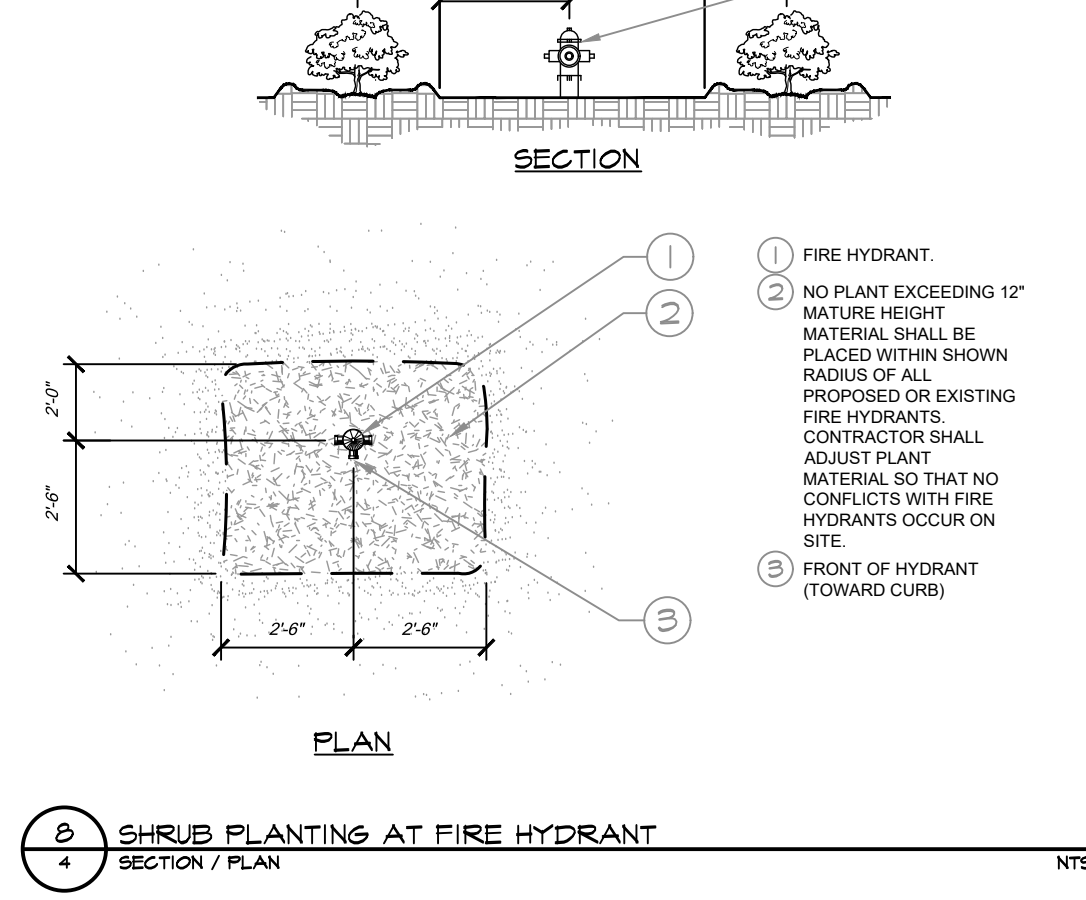 SECTION
1
2
1 FIRE HYDRANT.
2 NO PLANT EXCEEDING 12"
MATURE HEIGHT
MATERIAL SHALL BE
PLACED WITHIN SHOWN
RADIUS OF ALL
PROPOSED OR EXISTING
FIRE HYDRANTS.
CONTRACTOR SHALL
ADJUST PLANT
MATERIAL SO THAT NO
CONFLICTS WITH FIRE
HYDRANTS OCCUR ON
SITE.
3 FRONT OF HYDRANT
(TOWARD CURB)
2'-0"
2'-6"
2'-6" 2'-6"
3
PLAN
8 SHRUB PLANTING AT FIRE HYDRANT
4 SECTION / PLAN NTS